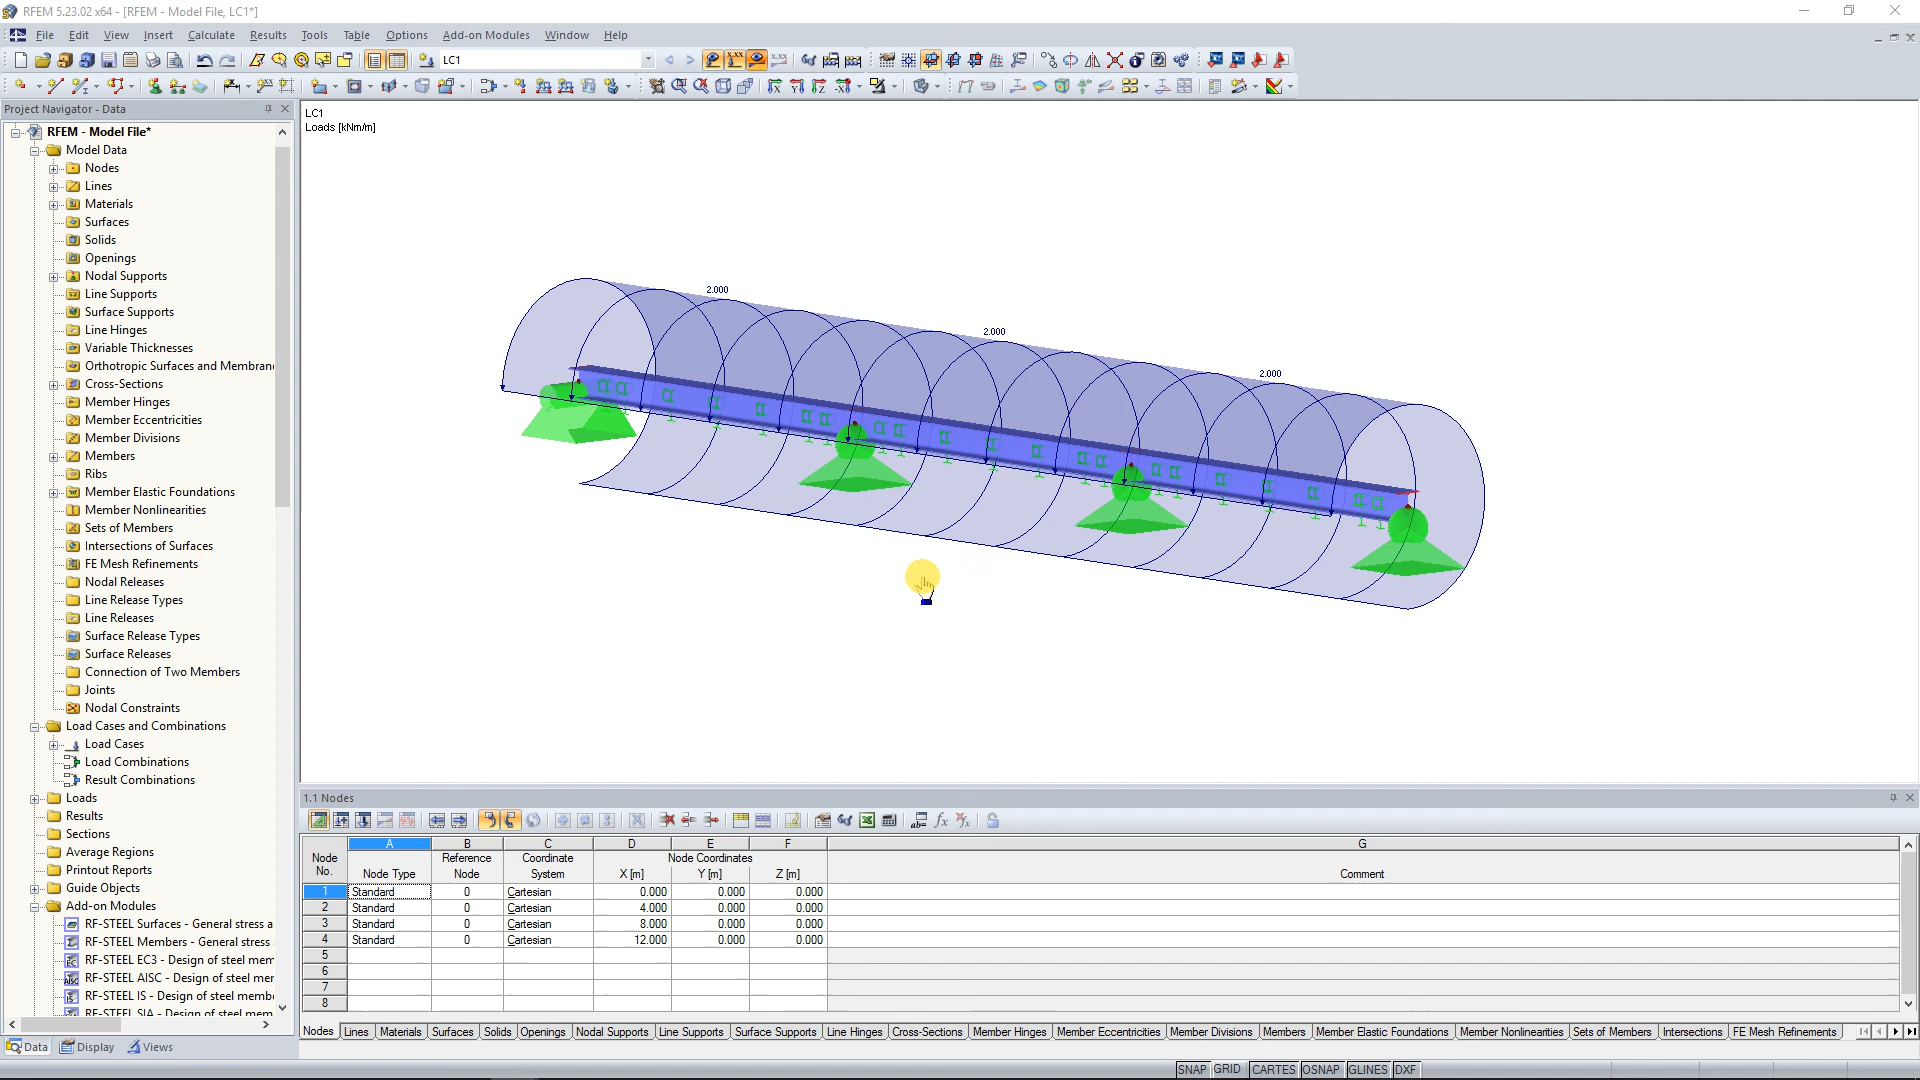 RFEM 5.23.02 x64 - [RFEM - Model File, LC1*]
File Edit View Insert Calculate Results Tools Table Options Add-on Modules Window Help
LC1
Project Navigator - Data
RFEM - Model File*
Model Data
Nodes
Lines
Materials
Surfaces
Solids
Openings
Nodal Supports
Line Supports
Surface Supports
Line Hinges
Variable Thicknesses
Orthotropic Surfaces and Membran
Cross-Sections
Member Hinges
Member Eccentricities
Member Divisions
Members
Ribs
Member Elastic Foundations
Member Nonlinearities
Sets of Members
Intersections of Surfaces
FE Mesh Refinements
Nodal Releases
Line Release Types
Line Releases
Surface Release Types
Surface Releases
Connection of Two Members
Joints
Nodal Constraints
Load Cases and Combinations
Load Cases
Load Combinations
Result Combinations
Loads
Results
Sections
Average Regions
Printout Reports
Guide Objects
Add-on Modules
RF-STEEL Surfaces - General stress a
RF-STEEL Members - General stress
RF-STEEL EC3 - Design of steel mem
RF-STEEL AISC - Design of steel mer
RF-STEEL IS - Design of steel membe
RF-STEEL SIA - Design of steel mem
Data Display Views
LC1
Loads [kNm/m]
2.000
2.000
2.000
1.1 Nodes
A B C D E F G
Node No. Node Type Reference Node Coordinate System Node Coordinates X [m] Y [m] Z [m] Comment
1 Standard 0 Cartesian 0.000 0.000 0.000
2 Standard 0 Cartesian 4.000 0.000 0.000
3 Standard 0 Cartesian 8.000 0.000 0.000
4 Standard 0 Cartesian 12.000 0.000 0.000
5
6
7
8
Nodes Lines Materials Surfaces Solids Openings Nodal Supports Line Supports Surface Supports Line Hinges Cross-Sections Member Hinges Member Eccentricities Member Divisions Members Member Elastic Foundations Member Nonlinearities Sets of Members Intersections FE Mesh Refinements
SNAP GRID CARTES OSNAP GLINES DXF